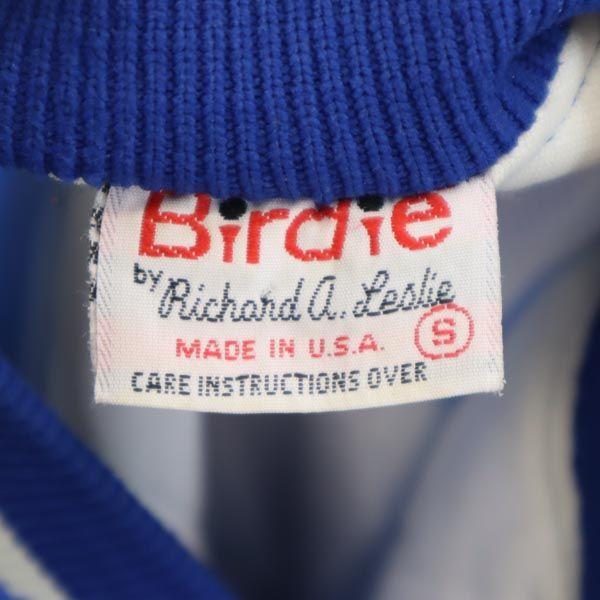 Birdie
by Richard A. Leslie
MADE IN U.S.A. S
CARE INSTRUCTIONS OVER